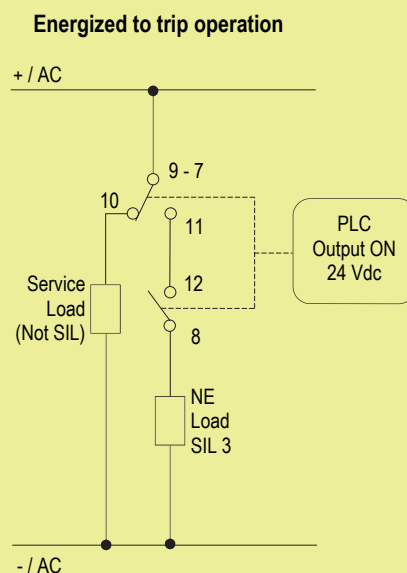 Energized to trip operation
+ / AC
9 - 7
10
11
PLC
Output ON
24 Vdc
Service
Load
(Not SIL)
12
8
NE
Load
SIL 3
- / AC